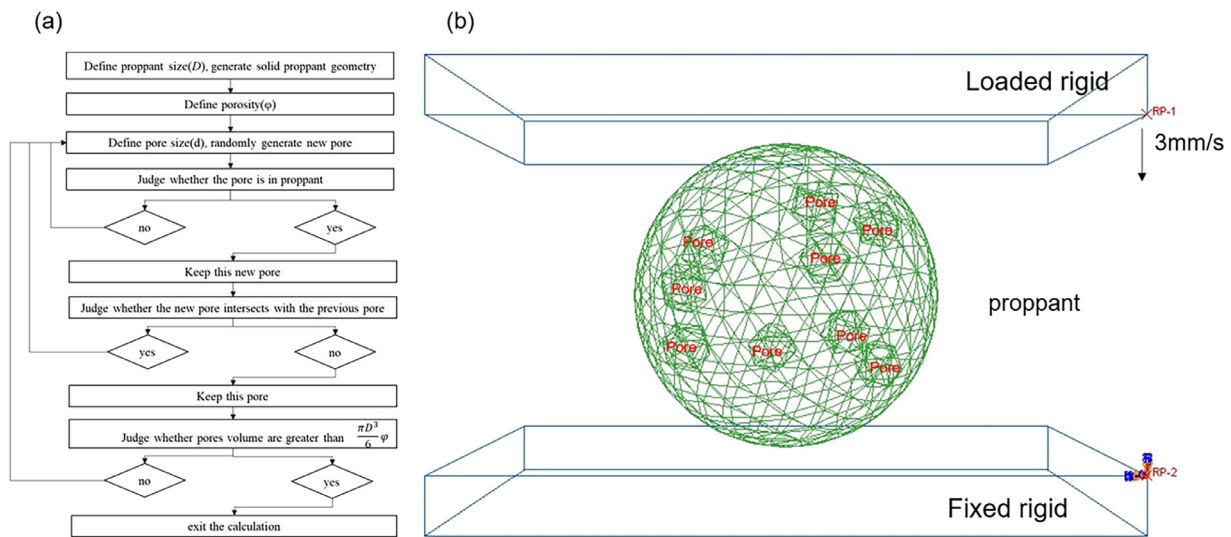 (a)
Define proppant size(D), generate solid proppant geometry
Define porosity(φ)
Define pore size(d), randomly generate new pore
Judge whether the pore is in proppant
no
yes
Keep this new pore
Judge whether the new pore intersects with the previous pore
yes
no
Keep this pore
Judge whether pores volume are greater than πD³/6 φ
no
yes
exit the calculation
(b)
Loaded rigid
RP-1
3mm/s
Pore
Pore
Pore
Pore
Pore
Pore
Pore
Pore
Pore
proppant
RP-2
Fixed rigid